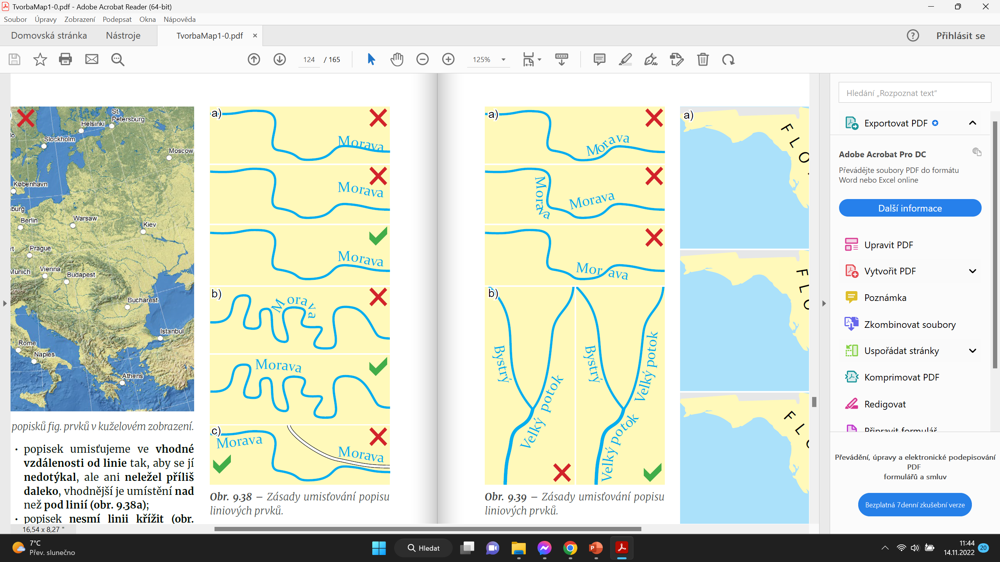 TvorbaMap1-0.pdf - Adobe Acrobat Reader (64-bit)
Soubor Úpravy Zobrazení Podepsat Okna Nápověda
Domovská stránka Nástroje TvorbaMap1-0.pdf Přihlásit se
124 / 165 125%
St.
Petersburg
Helsinki
Stockholm
Moscow
København
Berlin
Warsaw
Kiev
Prague
Munich
Vienna
Budapest
Bucharest
Istanbul
Rome
Naples
Athens
popisků fig. prvků v kuželovém zobrazení.
• popisek umisťujeme ve vhodné
vzdálenosti od linie tak, aby se jí
nedotýkal, ale ani neležel příliš
daleko, vhodnější je umístění nad
než pod linií (obr. 9.38a);
• popisek nesmí linii křížit (obr.
16,54 x 8,27 "
a)
Morava
Morava
Morava
b)
Morava
Morava
c)
Morava
Morava
Obr. 9.38 – Zásady umisťování popisu
liniových prvků.
a)
Morava
Morava
Morava
Morava
b)
Bystrý
Velký potok
Bystrý
Velký potok
Velký potok
Obr. 9.39 – Zásady umisťování popisu
liniových prvků.
a)
F L O
F L O
F L
Hledání „Rozpoznat text“
Exportovat PDF
Adobe Acrobat Pro DC
Převádějte soubory PDF do formátu
Word nebo Excel online
Další informace
Upravit PDF
Vytvořit PDF
Poznámka
Zkombinovat soubory
Uspořádat stránky
Komprimovat PDF
Redigovat
Připravit formulář
Převádění, úpravy a elektronické podepisování
PDF
formulářů a smluv
Bezplatná 7denní zkušební verze
7°C
Přev. slunečno
Hledat
11:44
14.11.2022
20